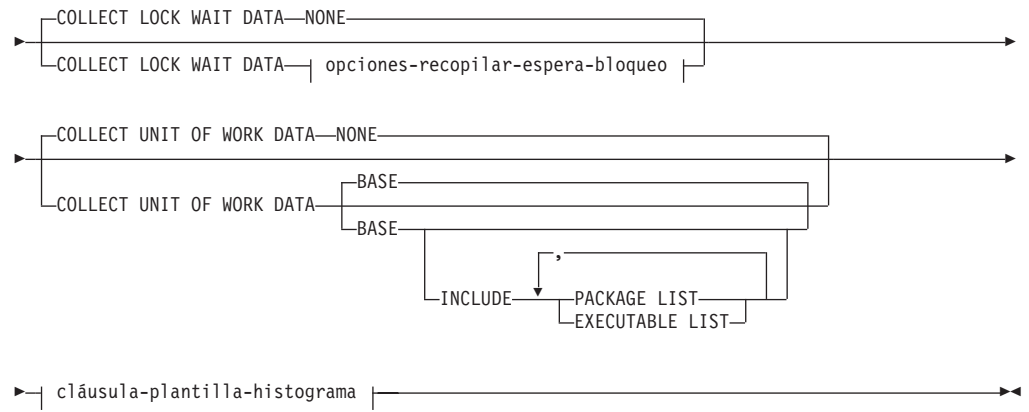 COLLECT LOCK WAIT DATA NONE
COLLECT LOCK WAIT DATA opciones-recopilar-espera-bloqueo
COLLECT UNIT OF WORK DATA NONE
BASE
COLLECT UNIT OF WORK DATA
BASE
,
INCLUDE PACKAGE LIST
EXECUTABLE LIST
cláusula-plantilla-histograma